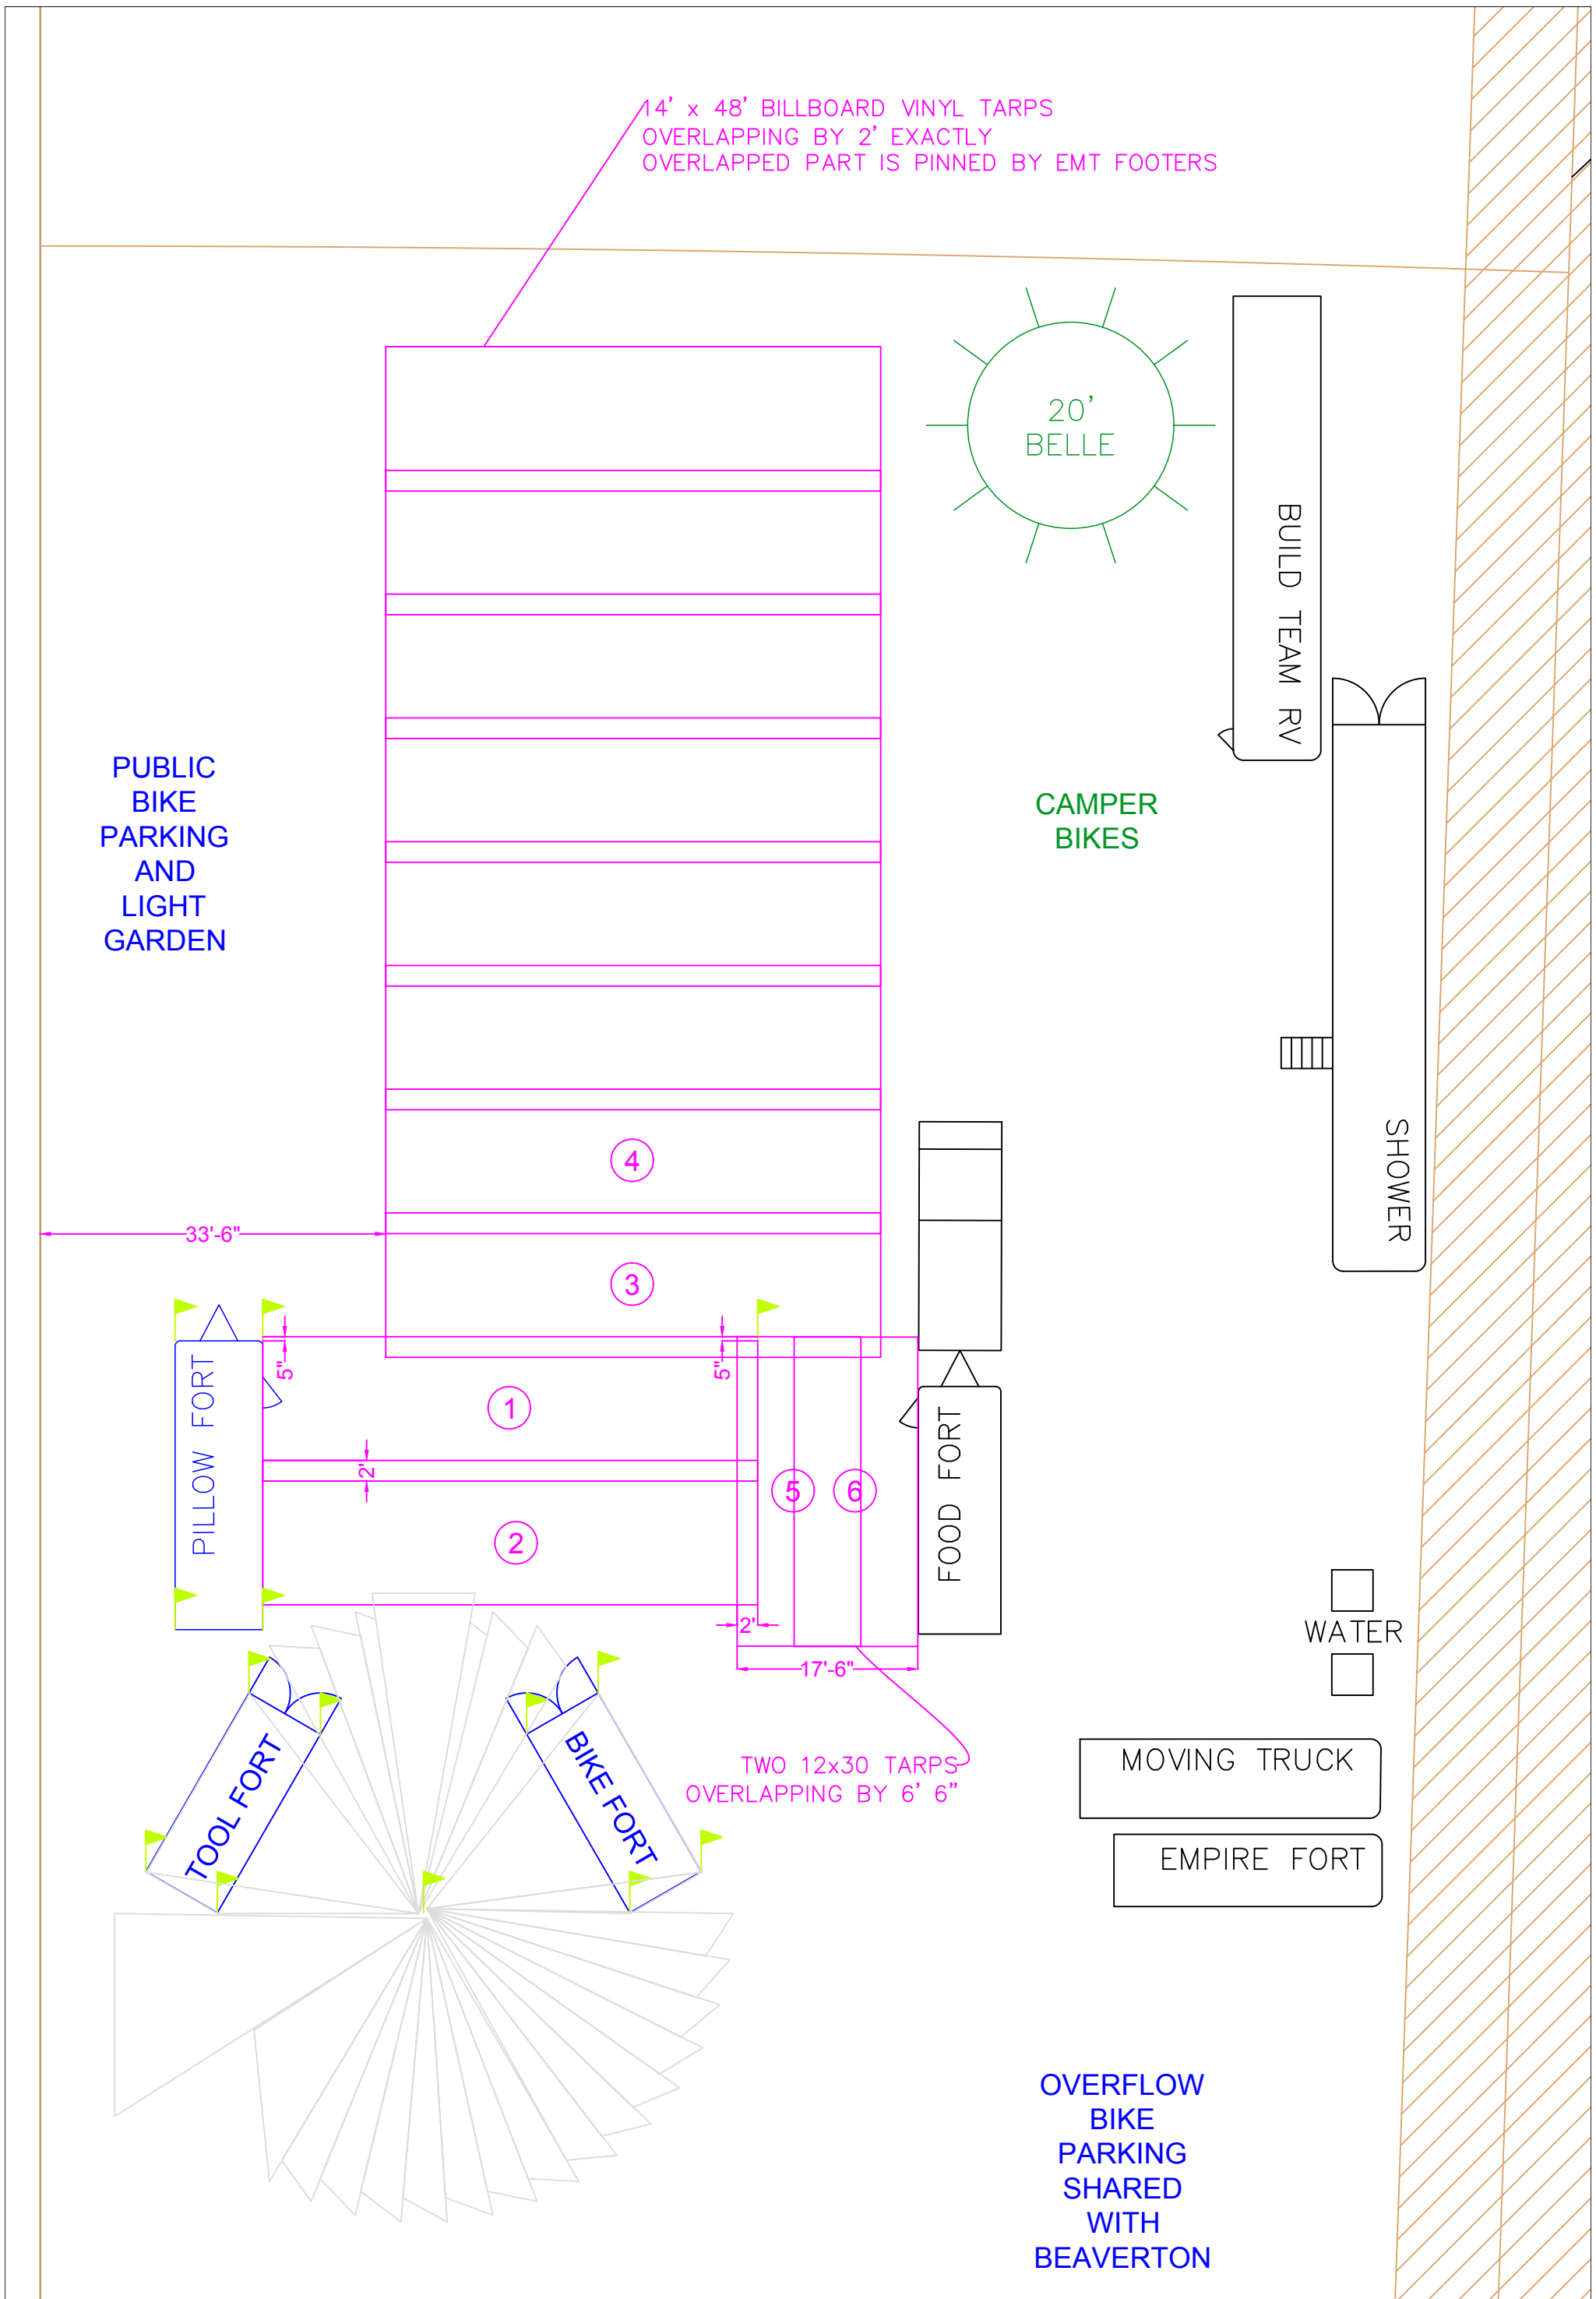 14' x 48' BILLBOARD VINYL TARPS
OVERLAPPING BY 2' EXACTLY
OVERLAPPED PART IS PINNED BY EMT FOOTERS
20'
BELLE
BUILD TEAM RV
PUBLIC
BIKE
PARKING
AND
LIGHT
GARDEN
CAMPER
BIKES
SHOWER
4
33'-6"
3
5"
5"
PILLOW FORT
1
2'
5
6
FOOD FORT
2
2'
WATER
17'-6"
TOOL FORT
BIKE FORT
TWO 12x30 TARPS
OVERLAPPING BY 6' 6"
MOVING TRUCK
EMPIRE FORT
OVERFLOW
BIKE
PARKING
SHARED
WITH
BEAVERTON